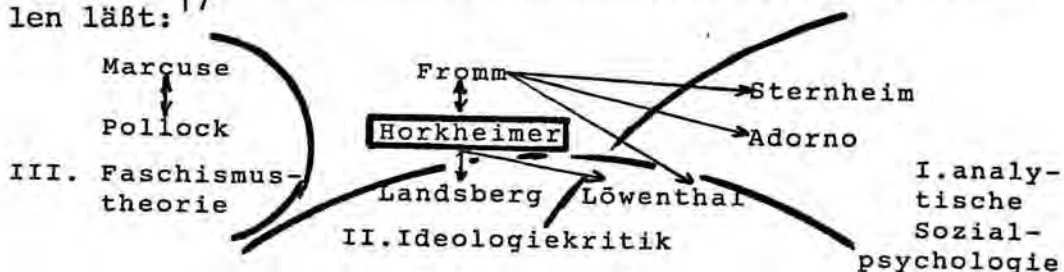 len läßt: 17
Marcuse Fromm Sternheim
Pollock Horkheimer Adorno
III. Faschismus- Landsberg Löwenthal I.analy-
theorie tische
II.Ideologiekritik Sozial-
psychologie